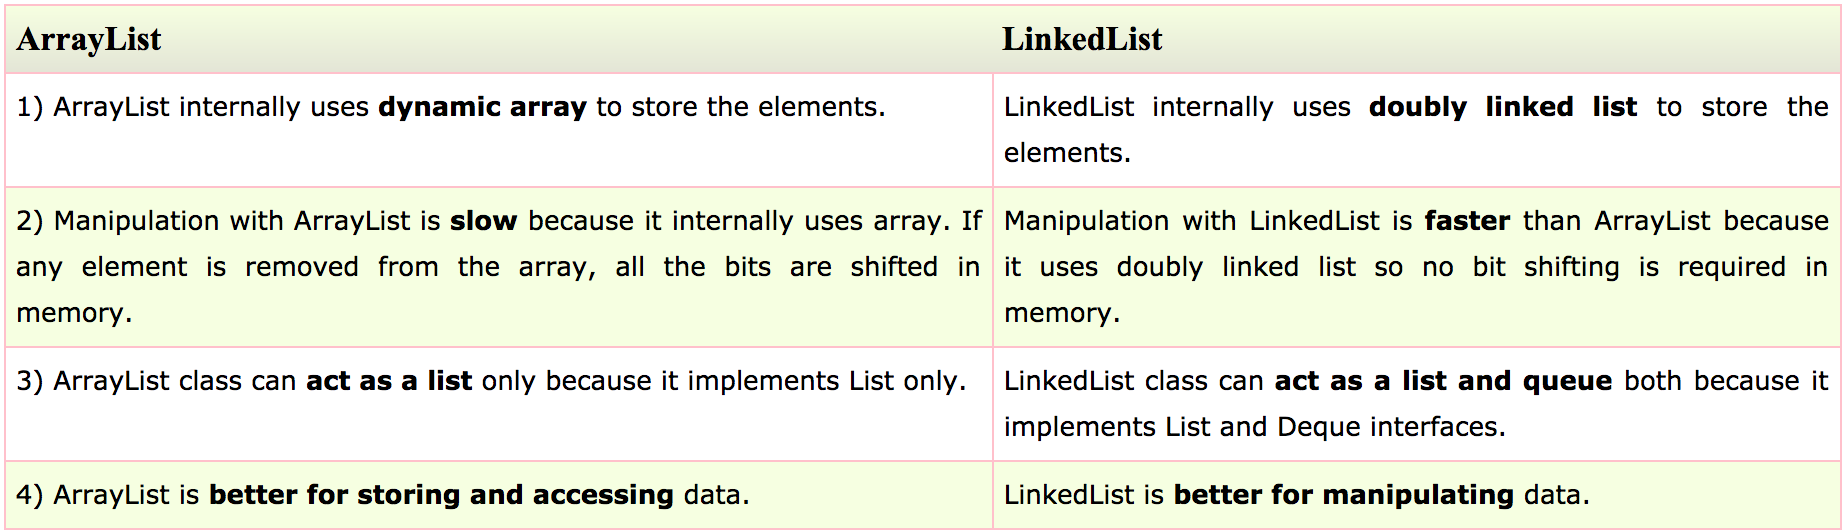 ArrayList
LinkedList
1) ArrayList internally uses dynamic array to store the elements.
LinkedList internally uses doubly linked list to store the
elements.
2) Manipulation with ArrayList is slow because it internally uses array. If
any element is removed from the array, all the bits are shifted in
memory.
Manipulation with LinkedList is faster than ArrayList because
it uses doubly linked list so no bit shifting is required in
memory.
3) ArrayList class can act as a list only because it implements List only.
LinkedList class can act as a list and queue both because it
implements List and Deque interfaces.
4) ArrayList is better for storing and accessing data.
LinkedList is better for manipulating data.